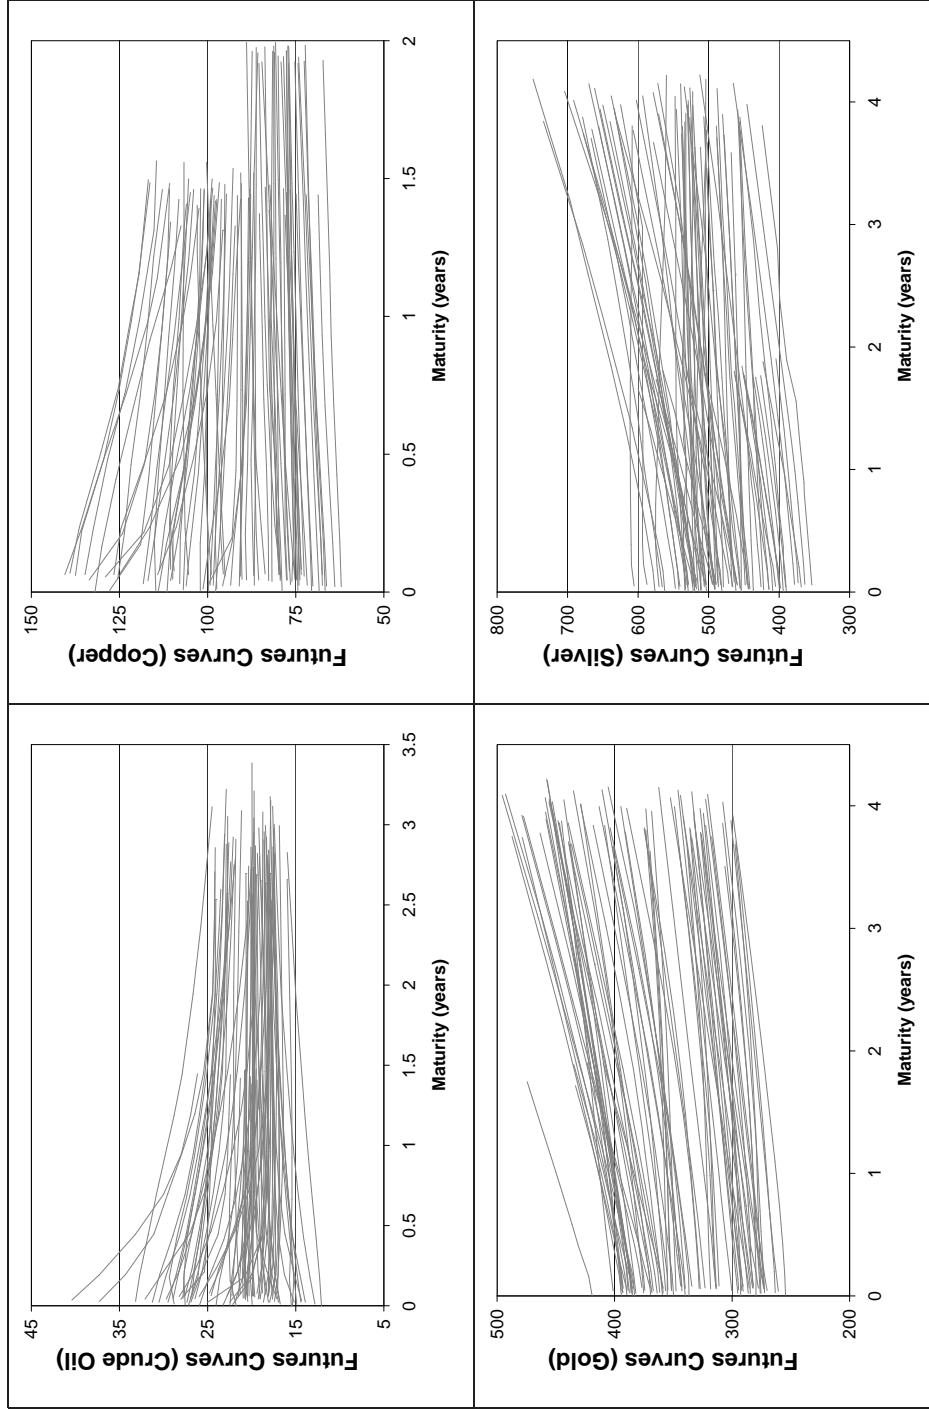 Futures Curves (Crude Oil)
45
35
25
15
5
0 0.5 1 1.5 2 2.5 3 3.5
Maturity (years)
Futures Curves (Copper)
150
125
100
75
50
0 0.5 1 1.5 2
Maturity (years)
Futures Curves (Gold)
500
400
300
200
0 1 2 3 4
Maturity (years)
Futures Curves (Silver)
800
700
600
500
400
300
0 1 2 3 4
Maturity (years)